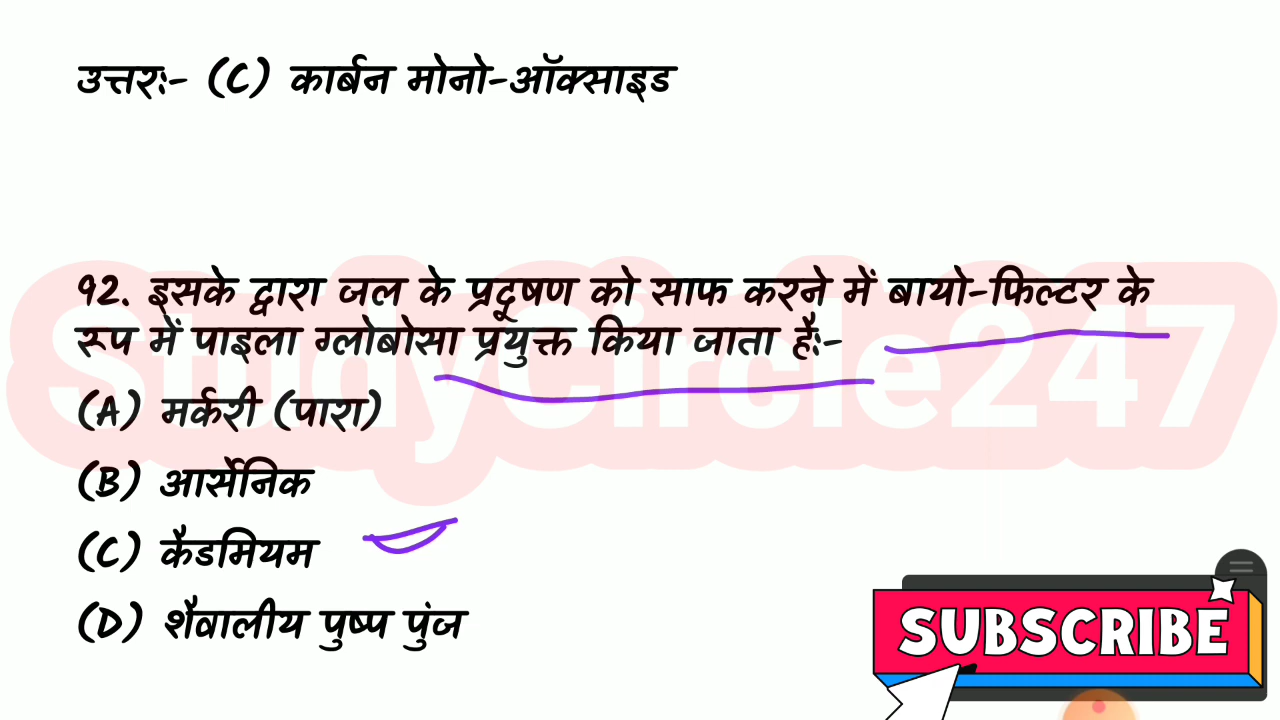 उत्तरः- (C) कार्बन मोनो-ऑक्साइड
92. इसके द्वारा जल के प्रदूषण को साफ करने में बायो-फिल्टर के
रूप में पाइला ग्लोबोसा प्रयुक्त किया जाता हैः-
(A) मर्करी (पारा)
(B) आर्सेनिक
(C) कैडमियम
(D) शैवालीय पुष्प पुंज
StudyCircle247
SUBSCRIBE